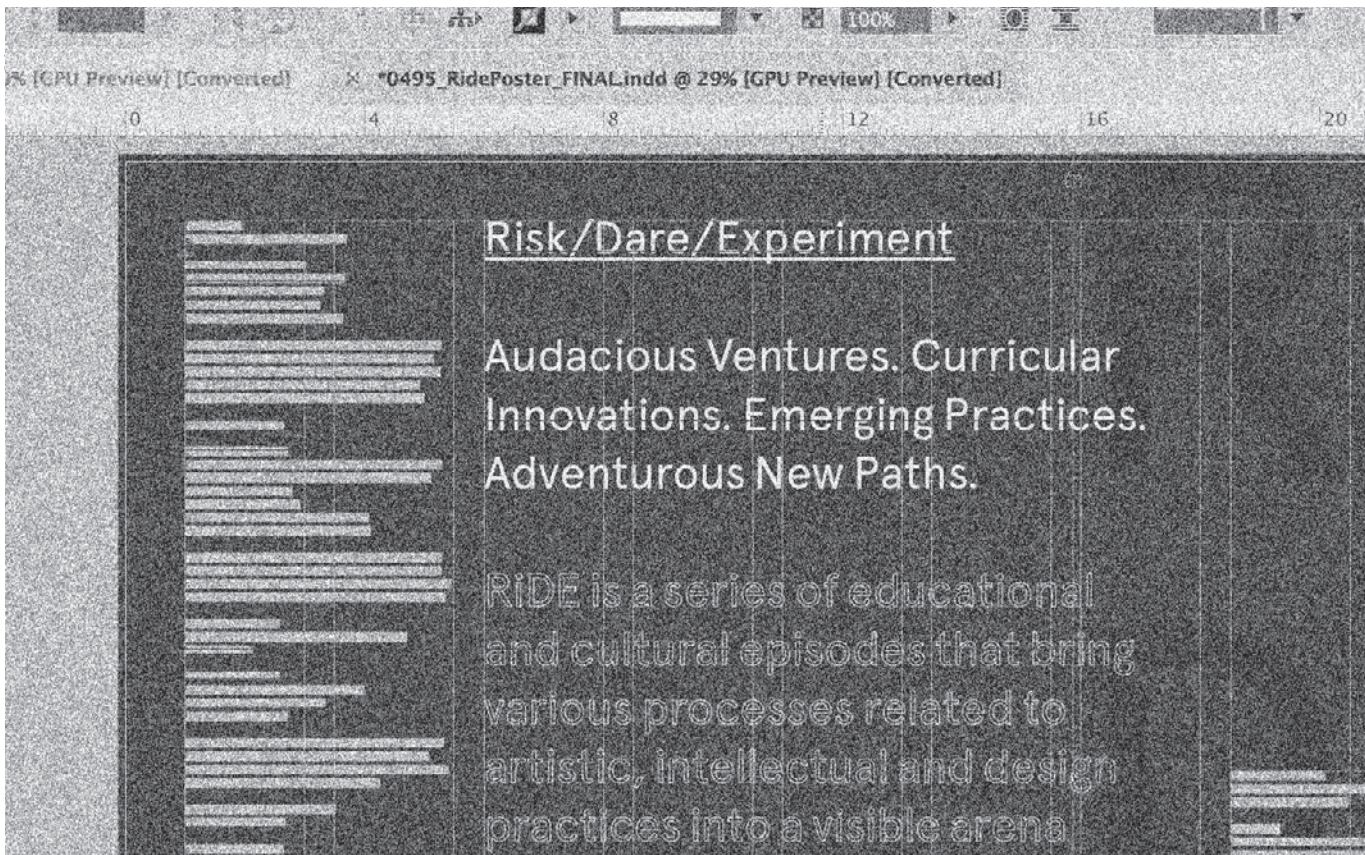 100%
% [GPU Preview] [Converted]
× *0495_RidePoster_FINAL.indd @ 29% [GPU Preview] [Converted]
0 4 8 12 16 20
Risk/Dare/Experiment
Audacious Ventures. Curricular
Innovations. Emerging Practices.
Adventurous New Paths.
RiDE is a series of educational
and cultural episodes that bring
various processes related to
artistic, intellectual and design
practices into a visible arena